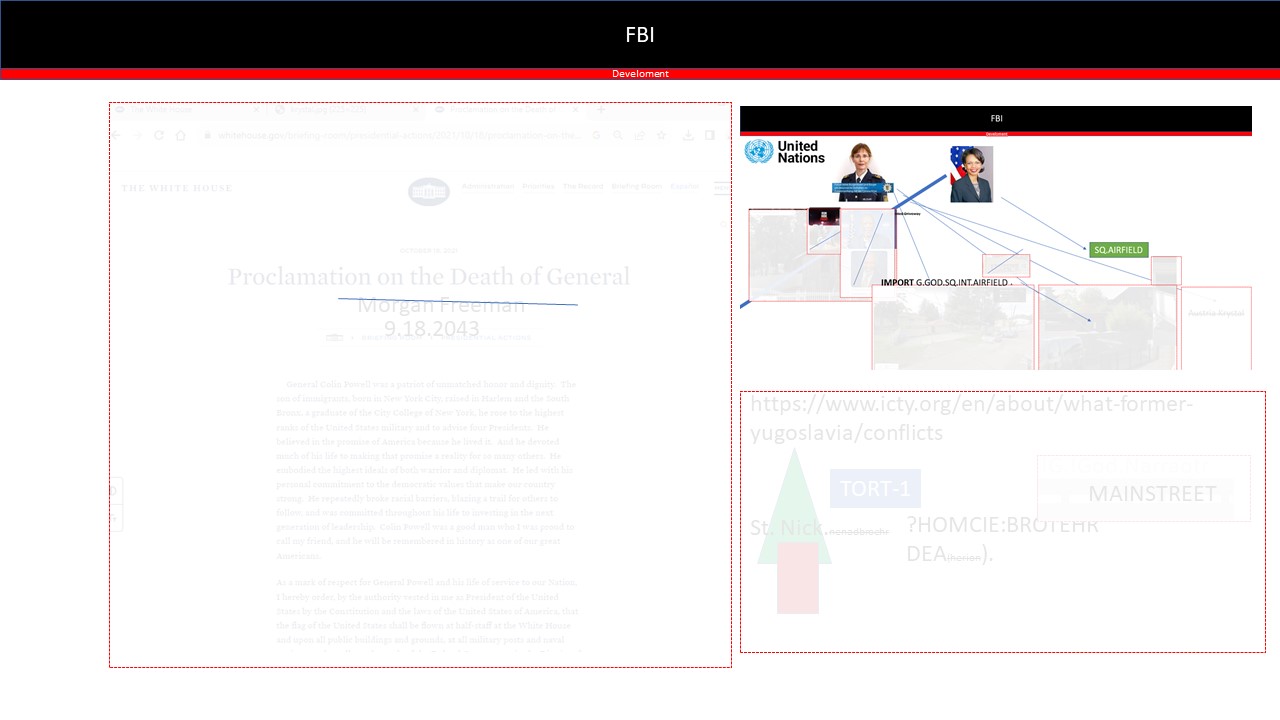 FBI
Develoment
whitehouse.gov/briefing-room/presidential-actions/2021/10/18/proclamation-on-the-
THE WHITE HOUSE
Administration Priorities The Record Briefing Room Español
OCTOBER 18, 2021
Proclamation on the Death of General
Morgan Freeman
9.18.2043
BRIEFING ROOM PRESIDENTIAL ACTIONS
General Colin Powell was a patriot of unmatched honor and dignity. The
son of immigrants, born in New York City, raised in Harlem and the South
Bronx, a graduate of the City College of New York, he rose to the highest
ranks of the United States military and to advise four Presidents. He
believed in the promise of America because he lived it. And he devoted
much of his life to making that promise a reality for so many others. He
embodied the highest ideals of both warrior and diplomat. He led with his
personal commitment to the democratic values that make our country
strong. He repeatedly broke racial barriers, blazing a trail for others to
follow, and was committed throughout his life to investing in the next
generation of leadership. Colin Powell was a good man who I was proud to
call my friend, and he will be remembered in history as one of our great
Americans.
As a mark of respect for General Powell and his life of service to our Nation,
I hereby order, by the authority vested in me as President of the United
States by the Constitution and the laws of the United States of America, that
the flag of the United States shall be flown at half-staff at the White House
and upon all public buildings and grounds, at all military posts and naval
FBI
Develoment
United
Nations
SQ.AIRFIELD
IMPORT G.GOD.SQ.INT.AIRFIELD .
Austria Krystal
https://www.icty.org/en/about/what-former-
yugoslavia/conflicts
TORT-1
MAINSTREET
St. Nick.nenadbrochr
?HOMCIE:BROTEHR
DEAiherien).